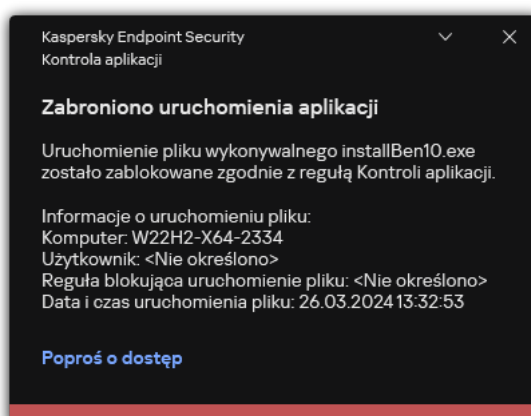 Kaspersky Endpoint Security
Kontrola aplikacji
Zabroniono uruchomienia aplikacji
Uruchomienie pliku wykonywalnego installBen10.exe
zostało zablokowane zgodnie z regułą Kontroli aplikacji.
Informacje o uruchomieniu pliku:
Komputer: W22H2-X64-2334
Użytkownik: <Nie określono>
Reguła blokująca uruchomienie pliku: <Nie określono>
Data i czas uruchomienia pliku: 26.03.2024 13:32:53
Poproś o dostęp